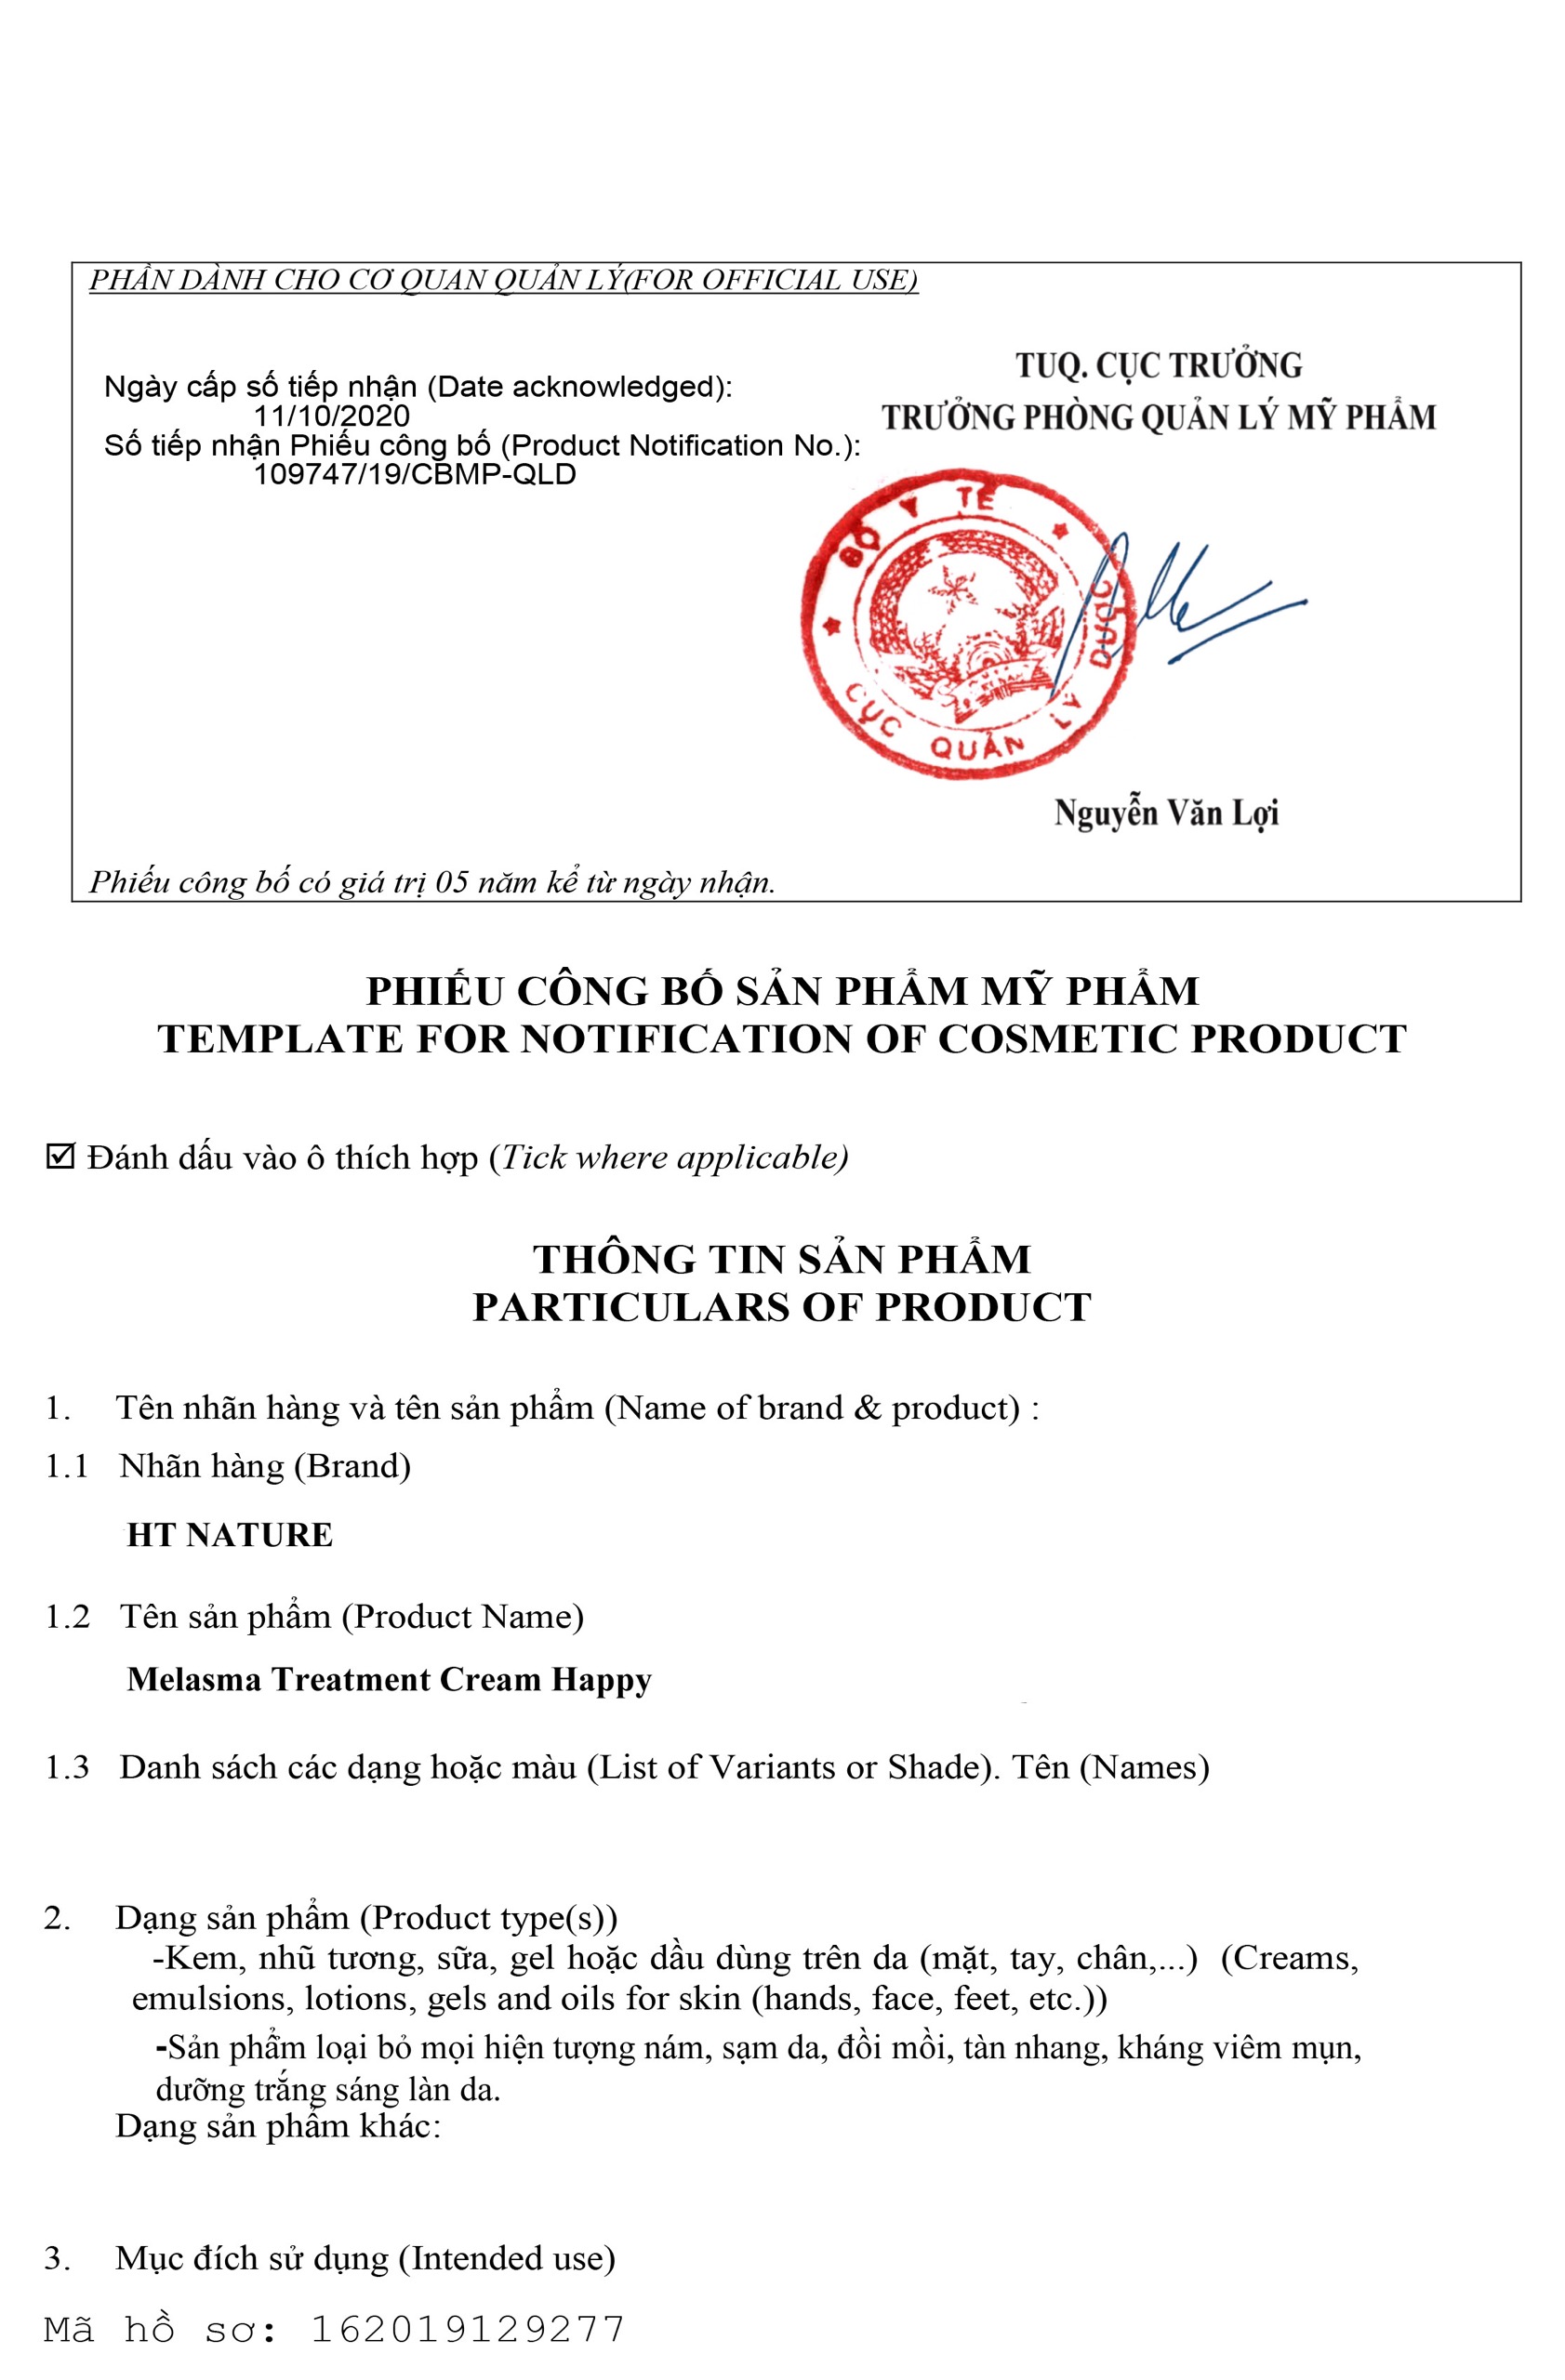 PHẦN DÀNH CHO CƠ QUAN QUẢN LÝ(FOR OFFICIAL USE)
Ngày cấp số tiếp nhận (Date acknowledged):
11/10/2020
Số tiếp nhận Phiếu công bố (Product Notification No.):
109747/19/CBMP-QLD
TUQ. CỤC TRƯỞNG
TRƯỞNG PHÒNG QUẢN LÝ MỸ PHẨM
BỘ Y TẾ
CỤC QUẢN LÝ DƯỢC
Nguyễn Văn Lợi
Phiếu công bố có giá trị 05 năm kể từ ngày nhận.
PHIẾU CÔNG BỐ SẢN PHẨM MỸ PHẨM
TEMPLATE FOR NOTIFICATION OF COSMETIC PRODUCT
☑ Đánh dấu vào ô thích hợp (Tick where applicable)
THÔNG TIN SẢN PHẨM
PARTICULARS OF PRODUCT
1. Tên nhãn hàng và tên sản phẩm (Name of brand & product) :
1.1 Nhãn hàng (Brand)
HT NATURE
1.2 Tên sản phẩm (Product Name)
Melasma Treatment Cream Happy
1.3 Danh sách các dạng hoặc màu (List of Variants or Shade). Tên (Names)
2. Dạng sản phẩm (Product type(s))
-Kem, nhũ tương, sữa, gel hoặc dầu dùng trên da (mặt, tay, chân,...) (Creams,
emulsions, lotions, gels and oils for skin (hands, face, feet, etc.))
-Sản phẩm loại bỏ mọi hiện tượng nám, sạm da, đồi mồi, tàn nhang, kháng viêm mụn,
dưỡng trắng sáng làn da.
Dạng sản phẩm khác:
3. Mục đích sử dụng (Intended use)
Mã hồ sơ: 162019129277